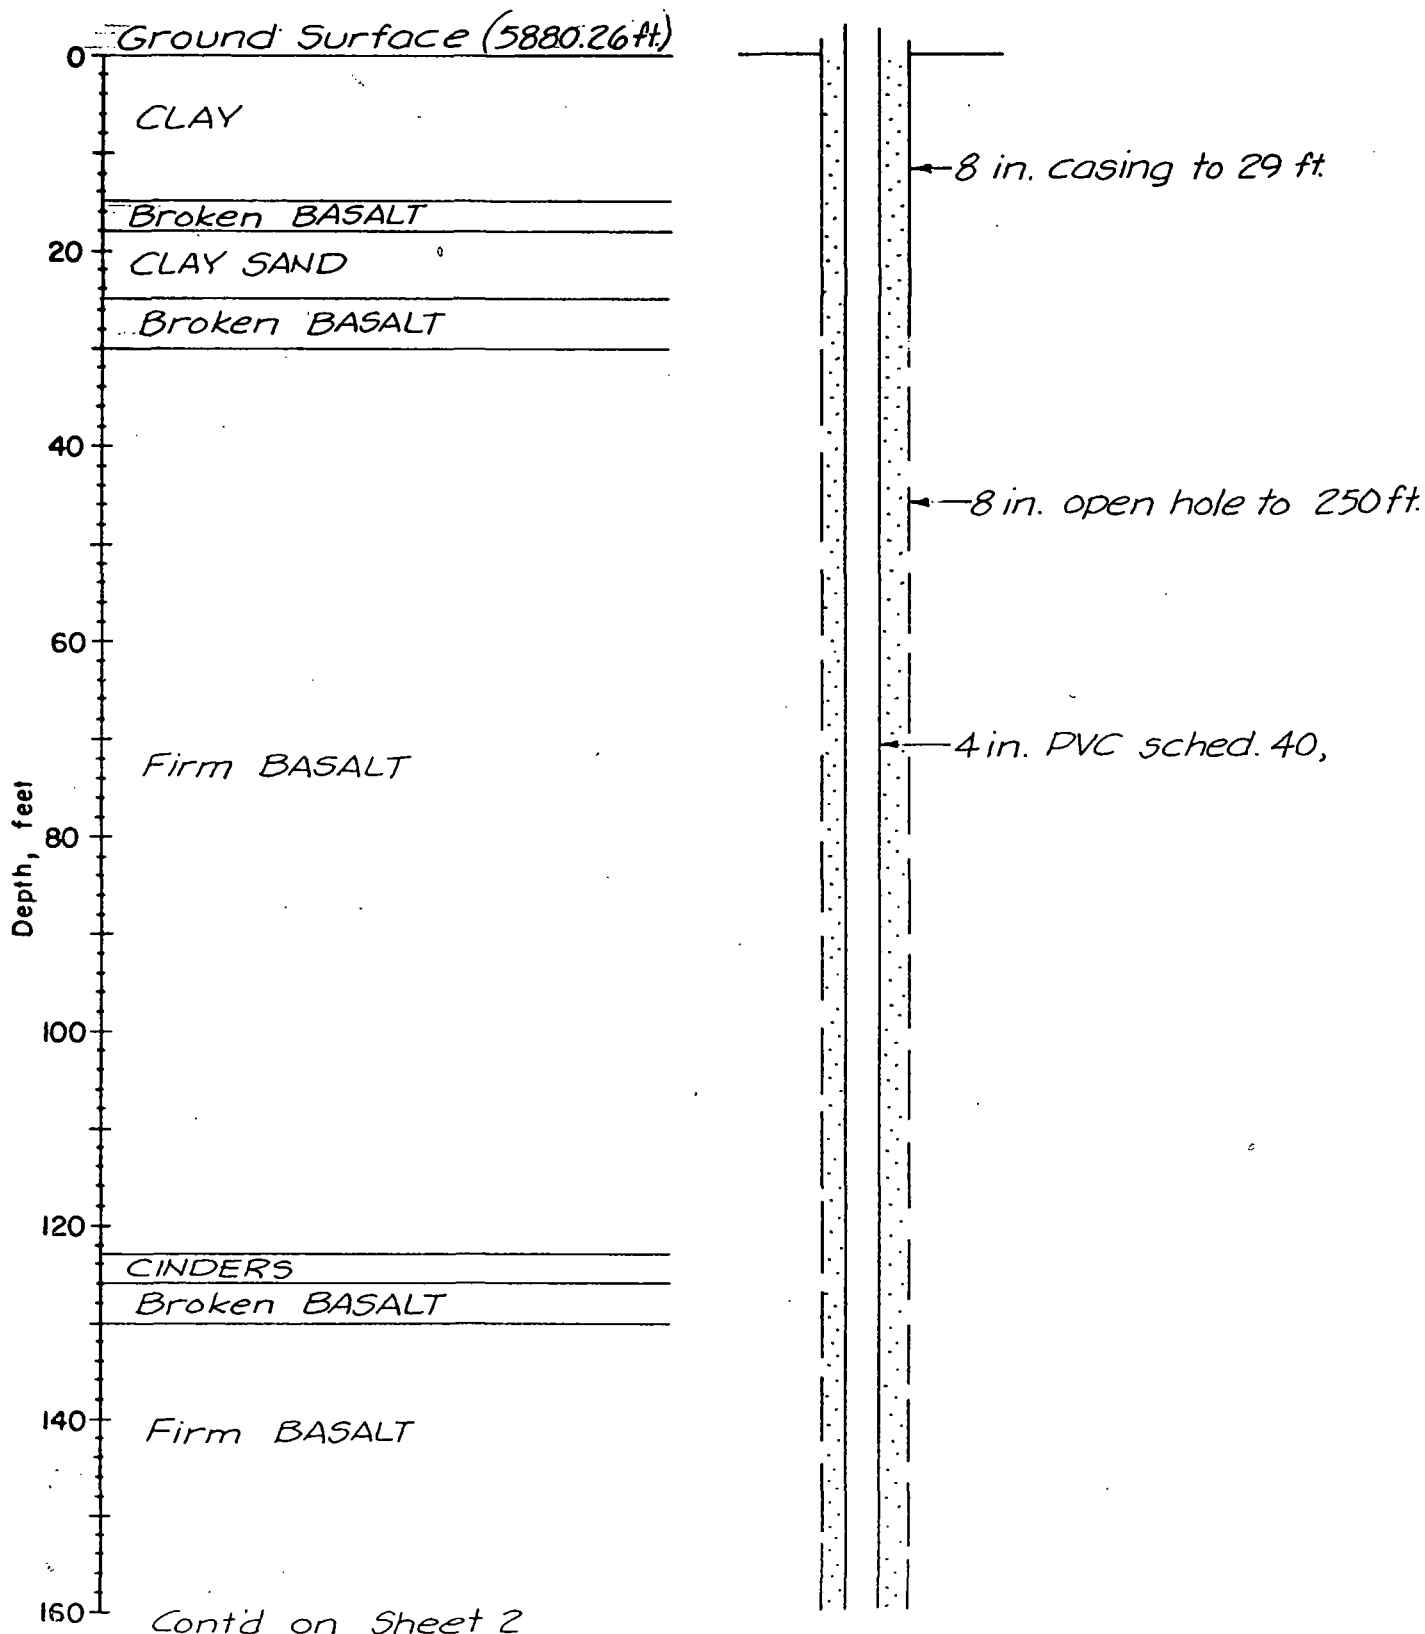 Ground Surface (5880.26 ft.)
0
CLAY
8 in. casing to 29 ft.
Broken BASALT
20
CLAY SAND
Broken BASALT
40
8 in. open hole to 250 ft.
60
4 in. PVC sched. 40,
Firm BASALT
Depth, feet
80
100
120
CINDERS
Broken BASALT
140
Firm BASALT
160
Cont'd on Sheet 2